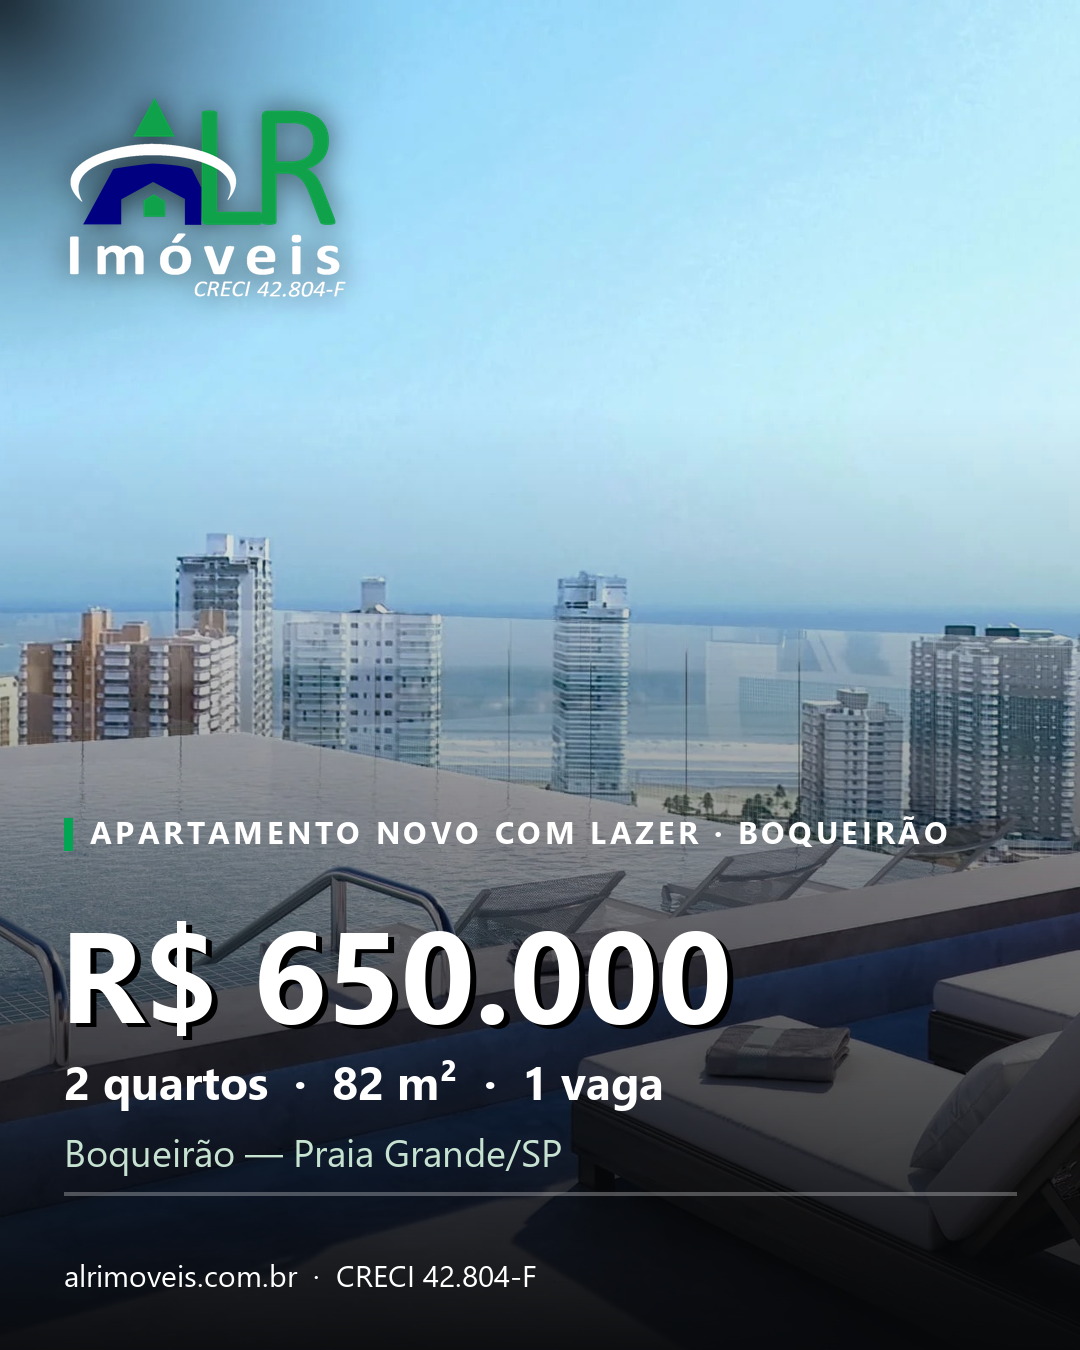 ALR
Imóveis
CRECI 42.804-F
APARTAMENTO NOVO COM LAZER · BOQUEIRÃO
R$ 650.000
2 quartos · 82 m² · 1 vaga
Boqueirão — Praia Grande/SP
alrimoveis.com.br · CRECI 42.804-F